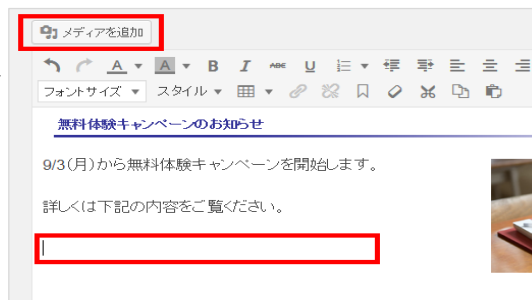 メディアを追加
A A B I ABC U
フォントサイズ スタイル
無料体験キャンペーンのお知らせ
9/3(月)から無料体験キャンペーンを開始します。
詳しくは下記の内容をご覧ください。